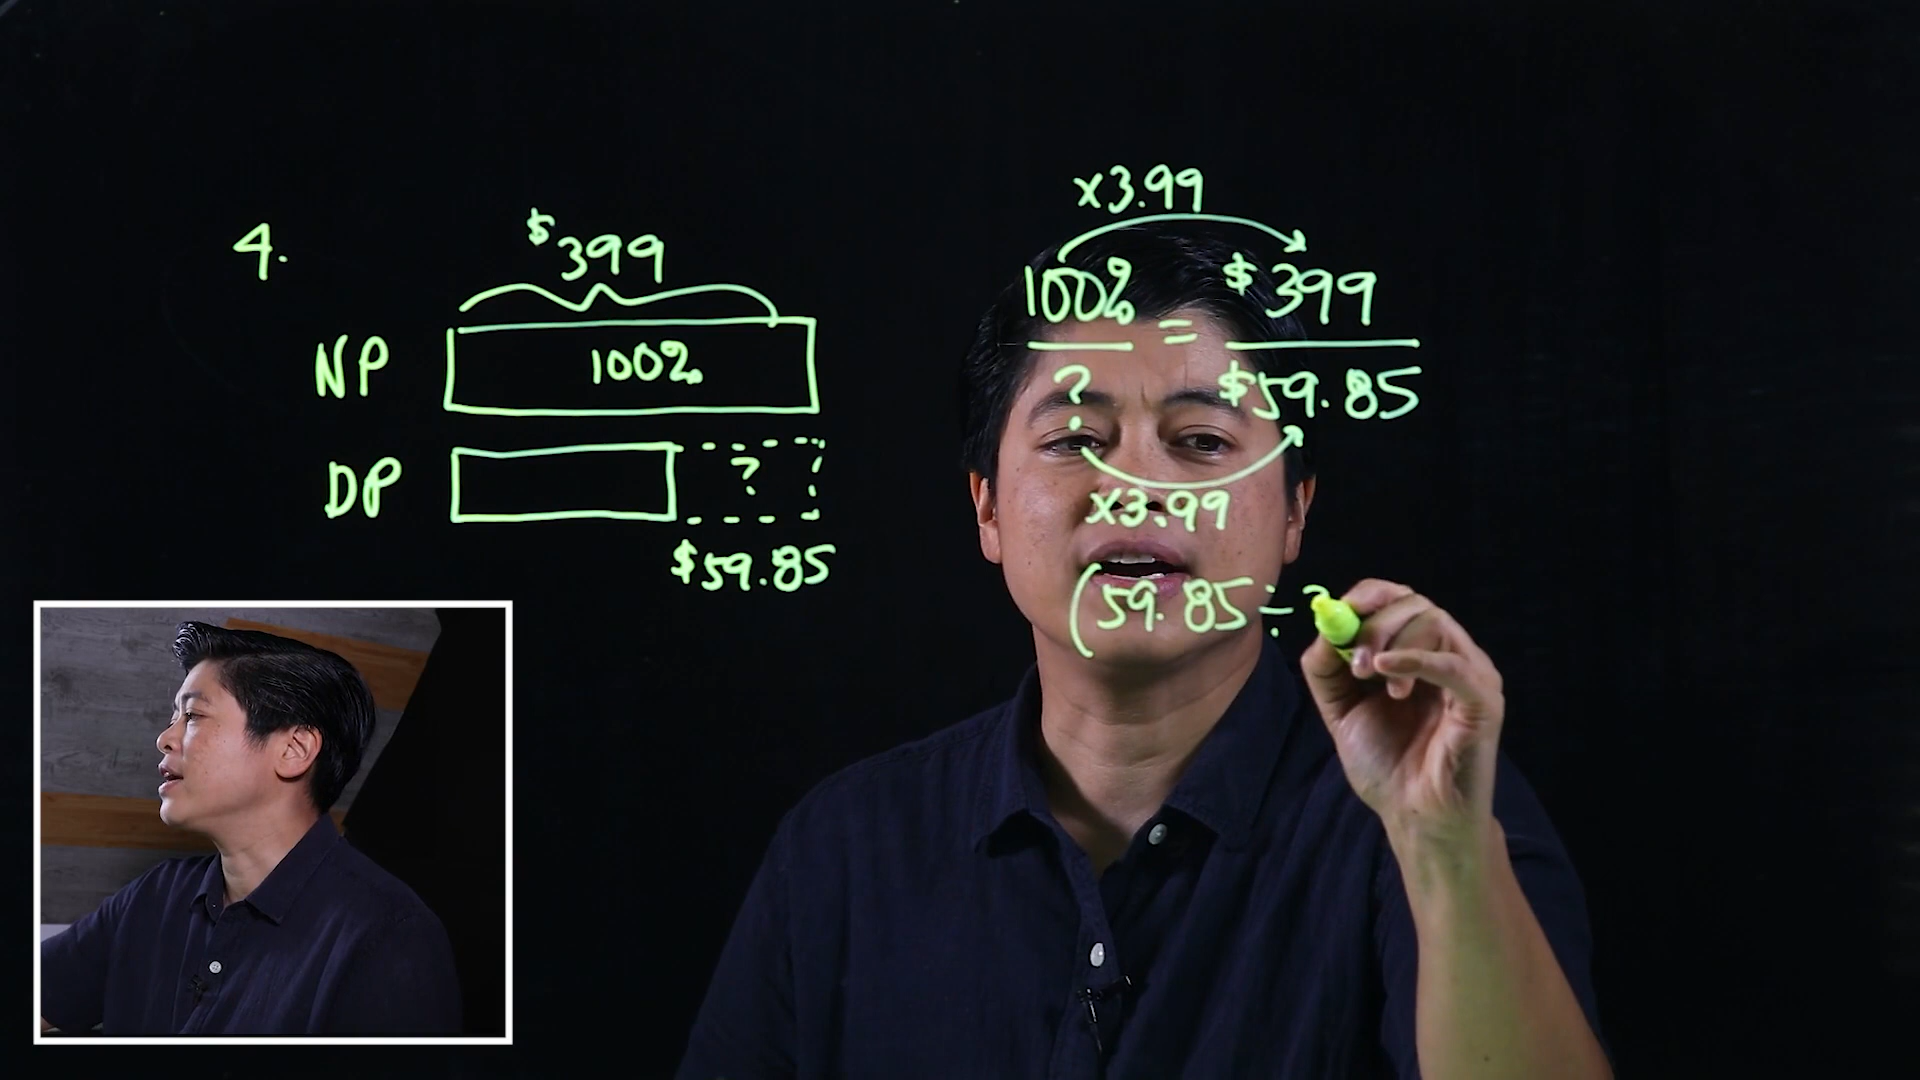 4.
$399
NP 100%
DP ?
$59.85
x3.99
100% = $399
? $59.85
x3.99
(59.85÷